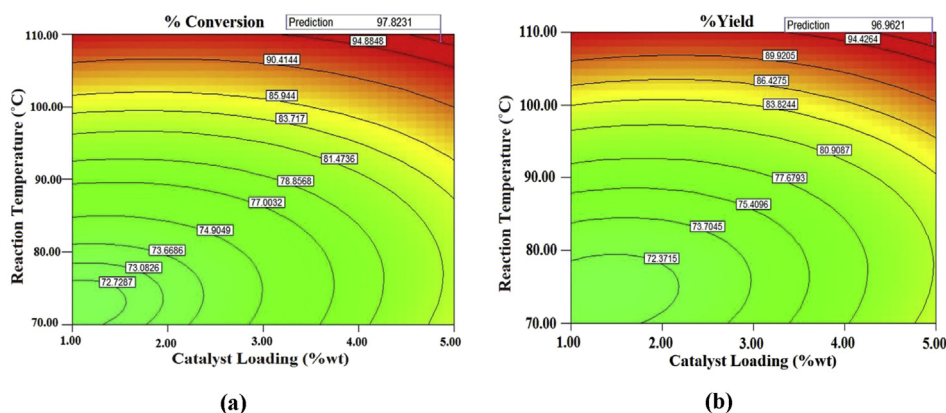 % Conversion
Prediction 97.8231
110.00
100.00
90.00
80.00
70.00
Reaction Temperature (°C)
94.8848
90.4144
85.944
83.717
81.4736
78.8568
77.0032
74.9049
73.6686
73.0826
72.7287
1.00 2.00 3.00 4.00 5.00
Catalyst Loading (%wt)
(a)
%Yield
Prediction 96.9621
110.00
100.00
90.00
80.00
70.00
Reaction Temperature (°C)
94.4264
89.9205
86.4275
83.8244
80.9087
77.6793
75.4096
73.7045
72.3715
1.00 2.00 3.00 4.00 5.00
Catalyst Loading (%wt)
(b)